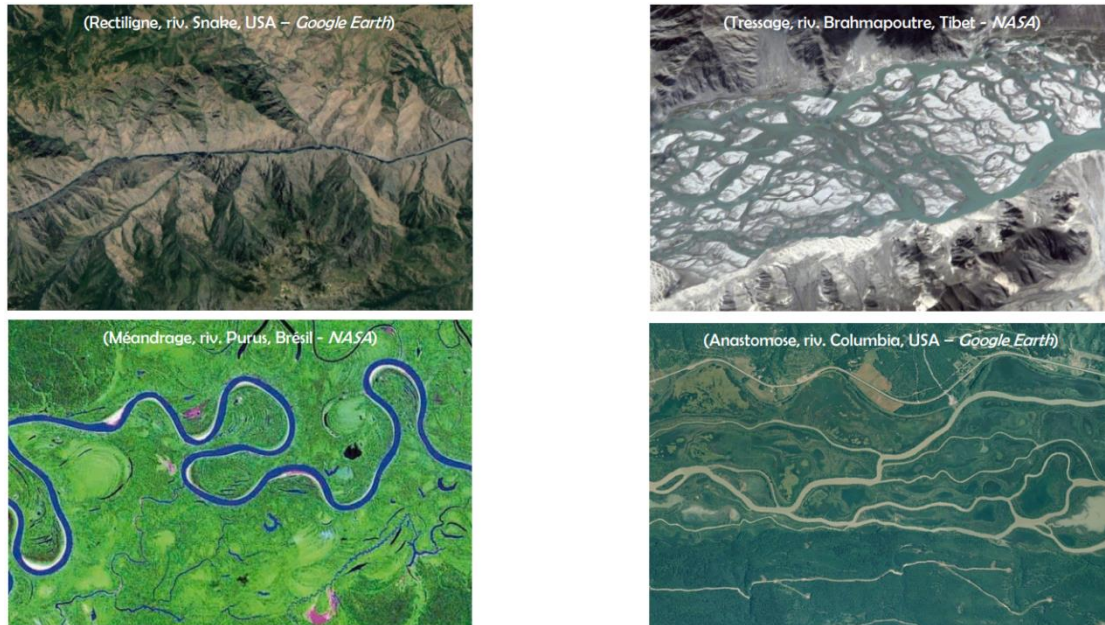 (Rectiligne, riv. Snake, USA – Google Earth)
(Tressage, riv. Brahmapoutre, Tibet - NASA)
(Méandrage, riv. Purus, Brésil - NASA)
(Anastomose, riv. Columbia, USA – Google Earth)